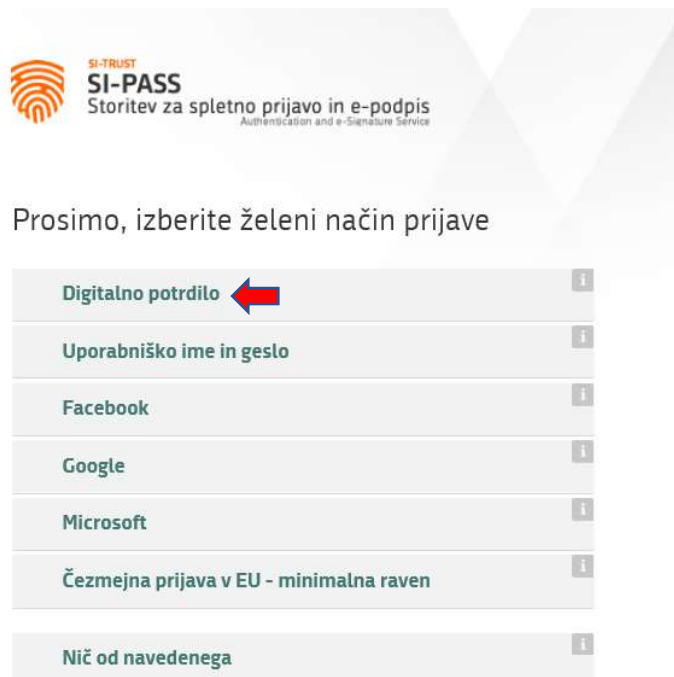 SI-TRUST
SI-PASS
Storitev za spletno prijavo in e-podpis
Authentication and e-Signature Service
Prosimo, izberite želeni način prijave
Digitalno potrdilo
i
Uporabniško ime in geslo
i
Facebook
i
Google
i
Microsoft
i
Čezmejna prijava v EU - minimalna raven
i
Nič od navedenega
i